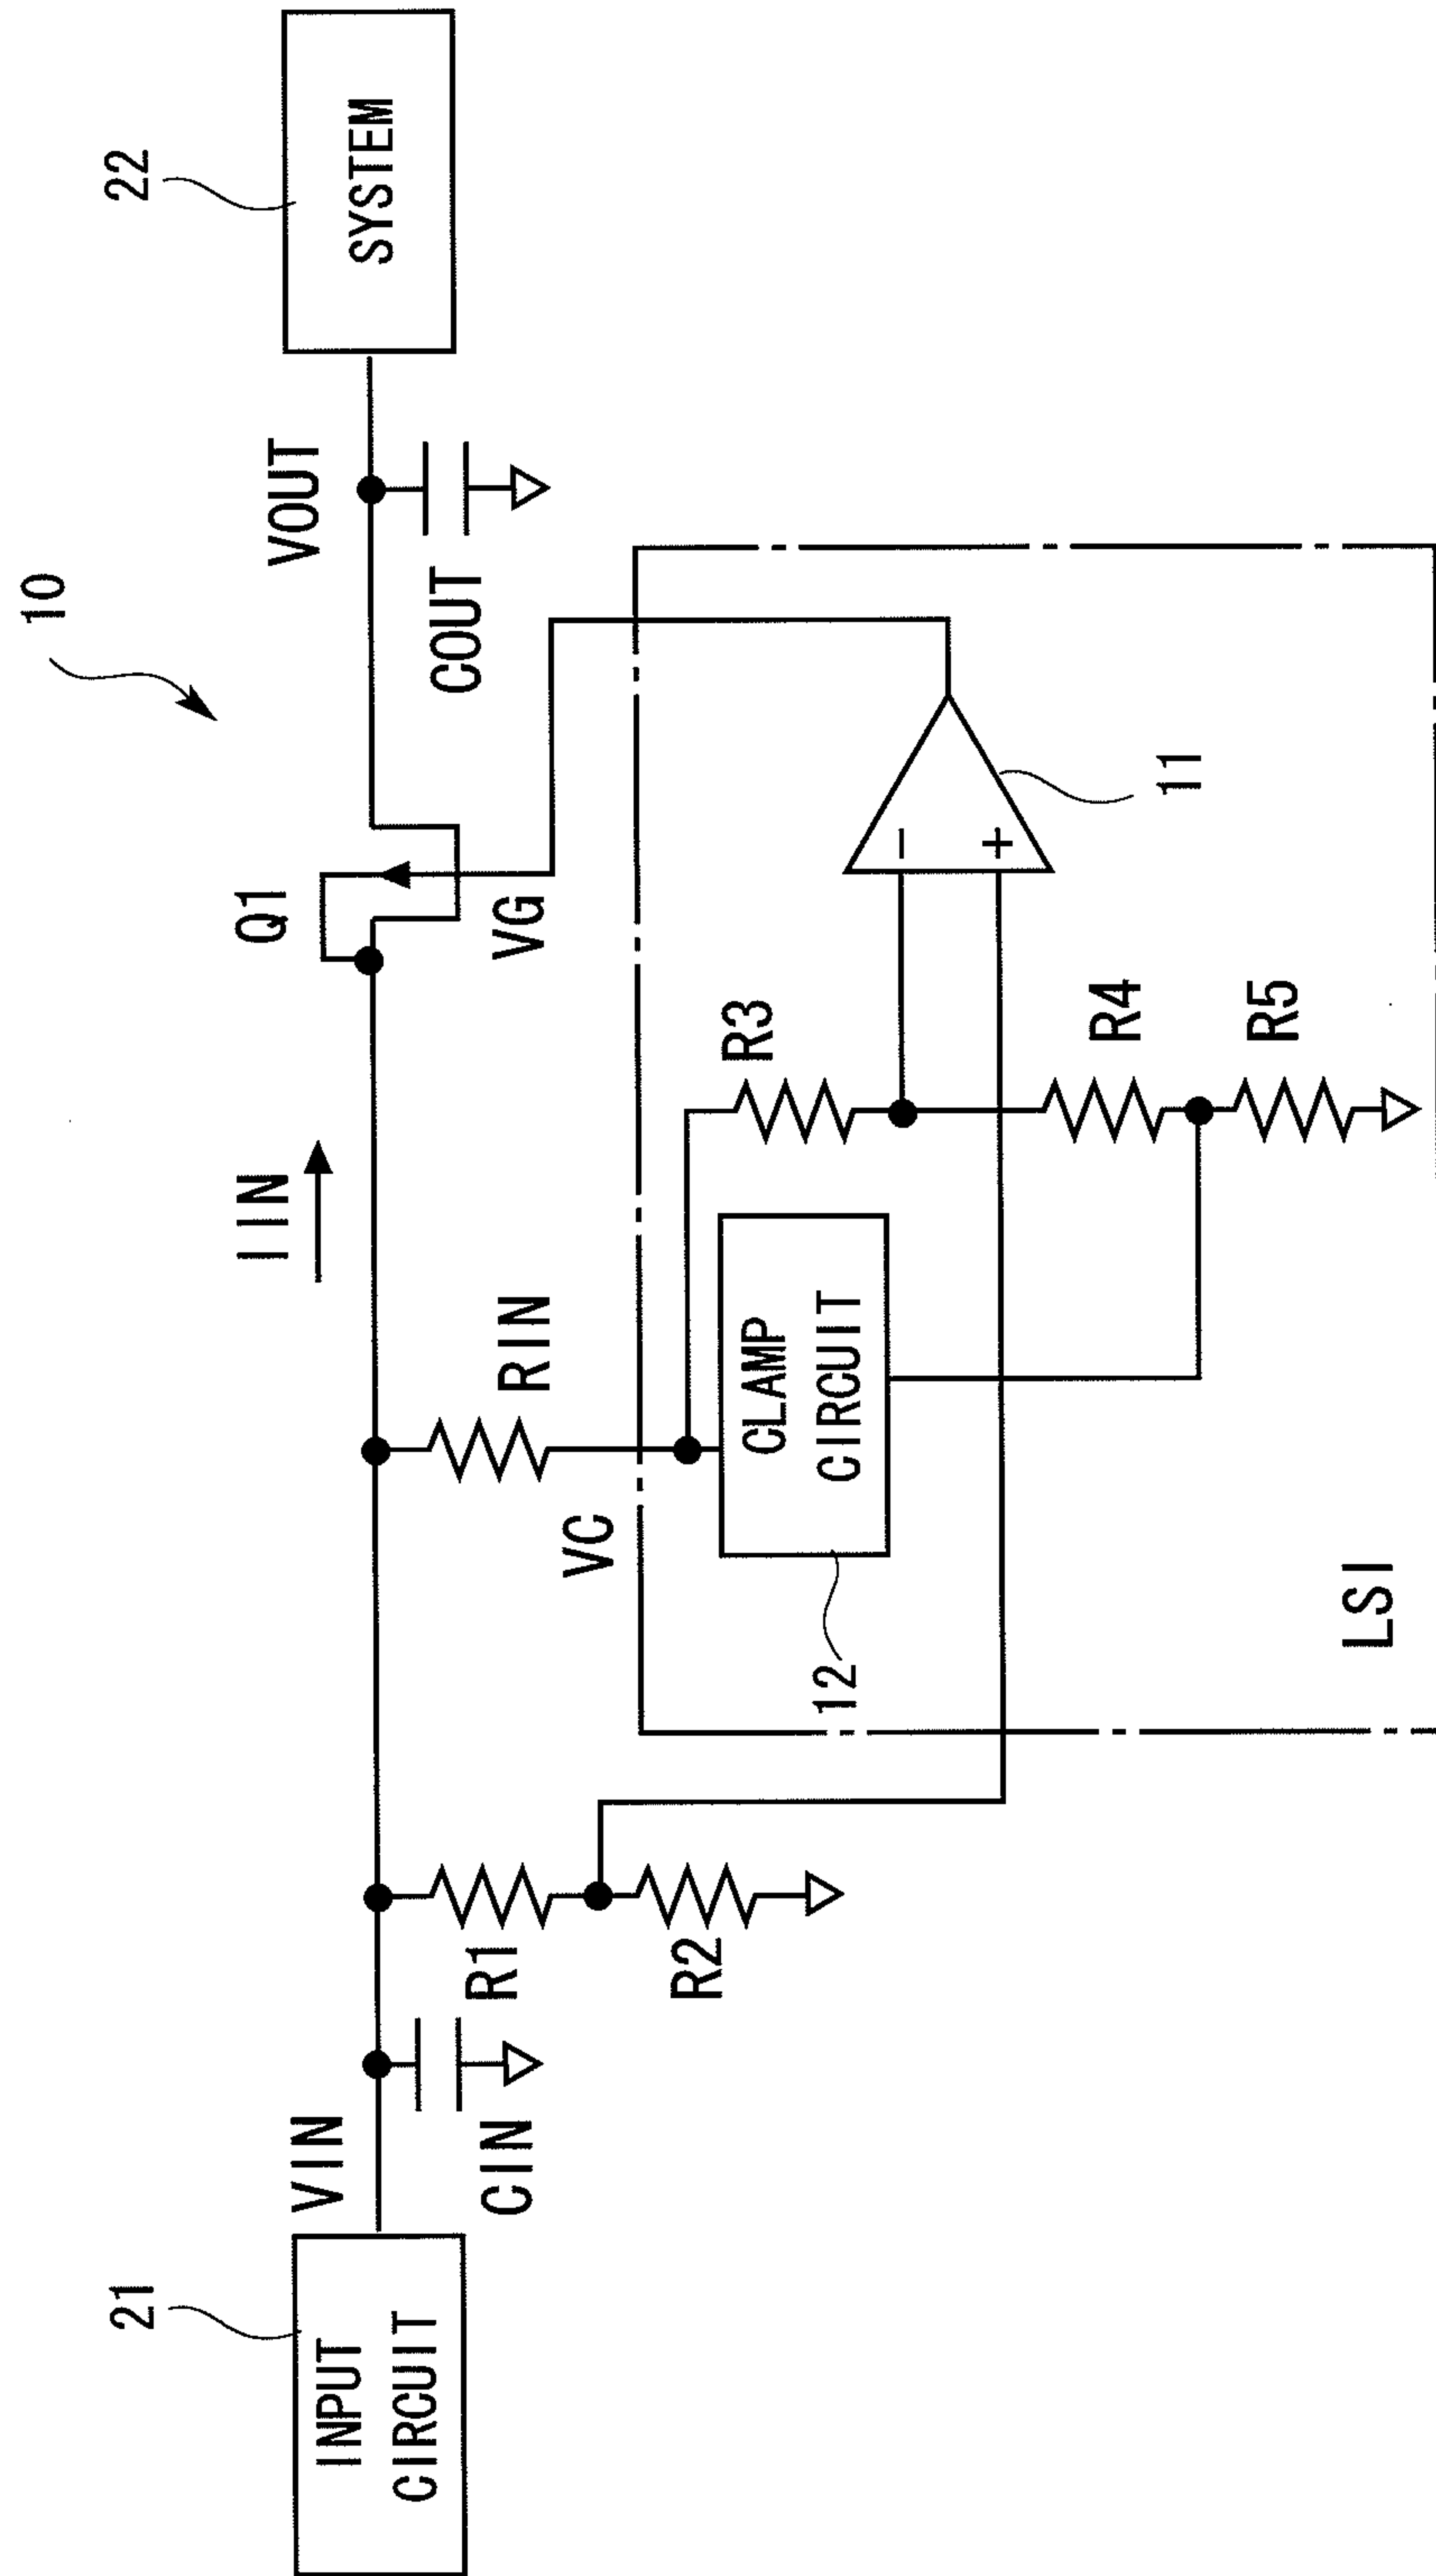 10
21
INPUT
CIRCUIT
VIN
CIN
R1
R2
IIN
RIN
VC
Q1
VG
VOUT
COUT
22
SYSTEM
12
CLAMP
CIRCUIT
R3
R4
R5
−
+
11
LSI